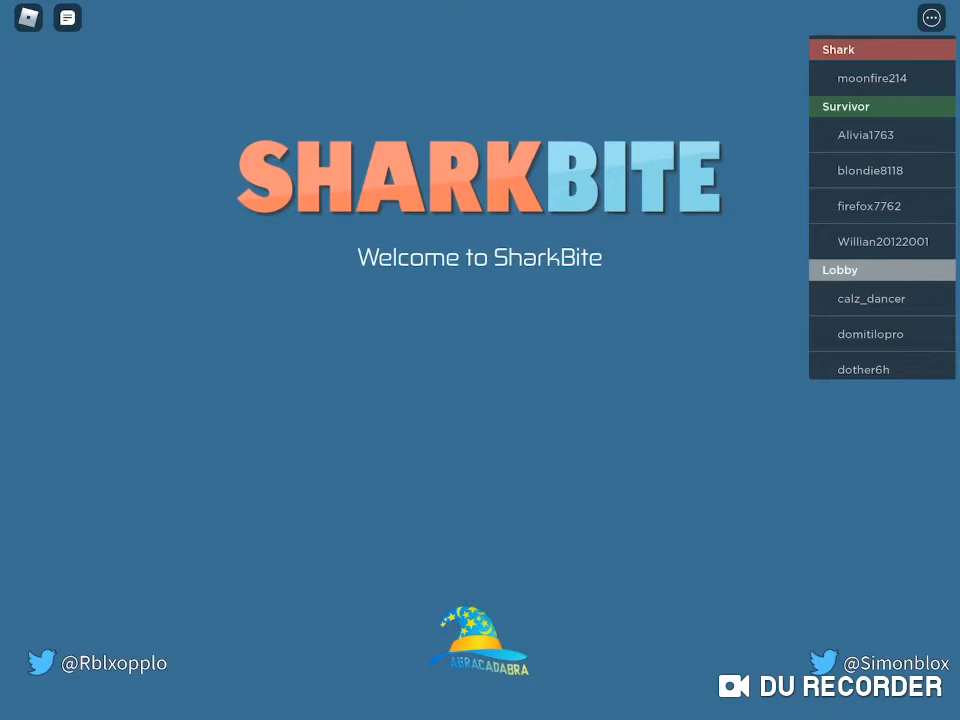 Shark
moonfire214
Survivor
Alivia1763
blondie8118
firefox7762
Willian20122001
Lobby
calz_dancer
domitilopro
dother6h
SHARKBITE
Welcome to SharkBite
ABRACADABRA
@Rblxopplo
@Simonblox
DU RECORDER